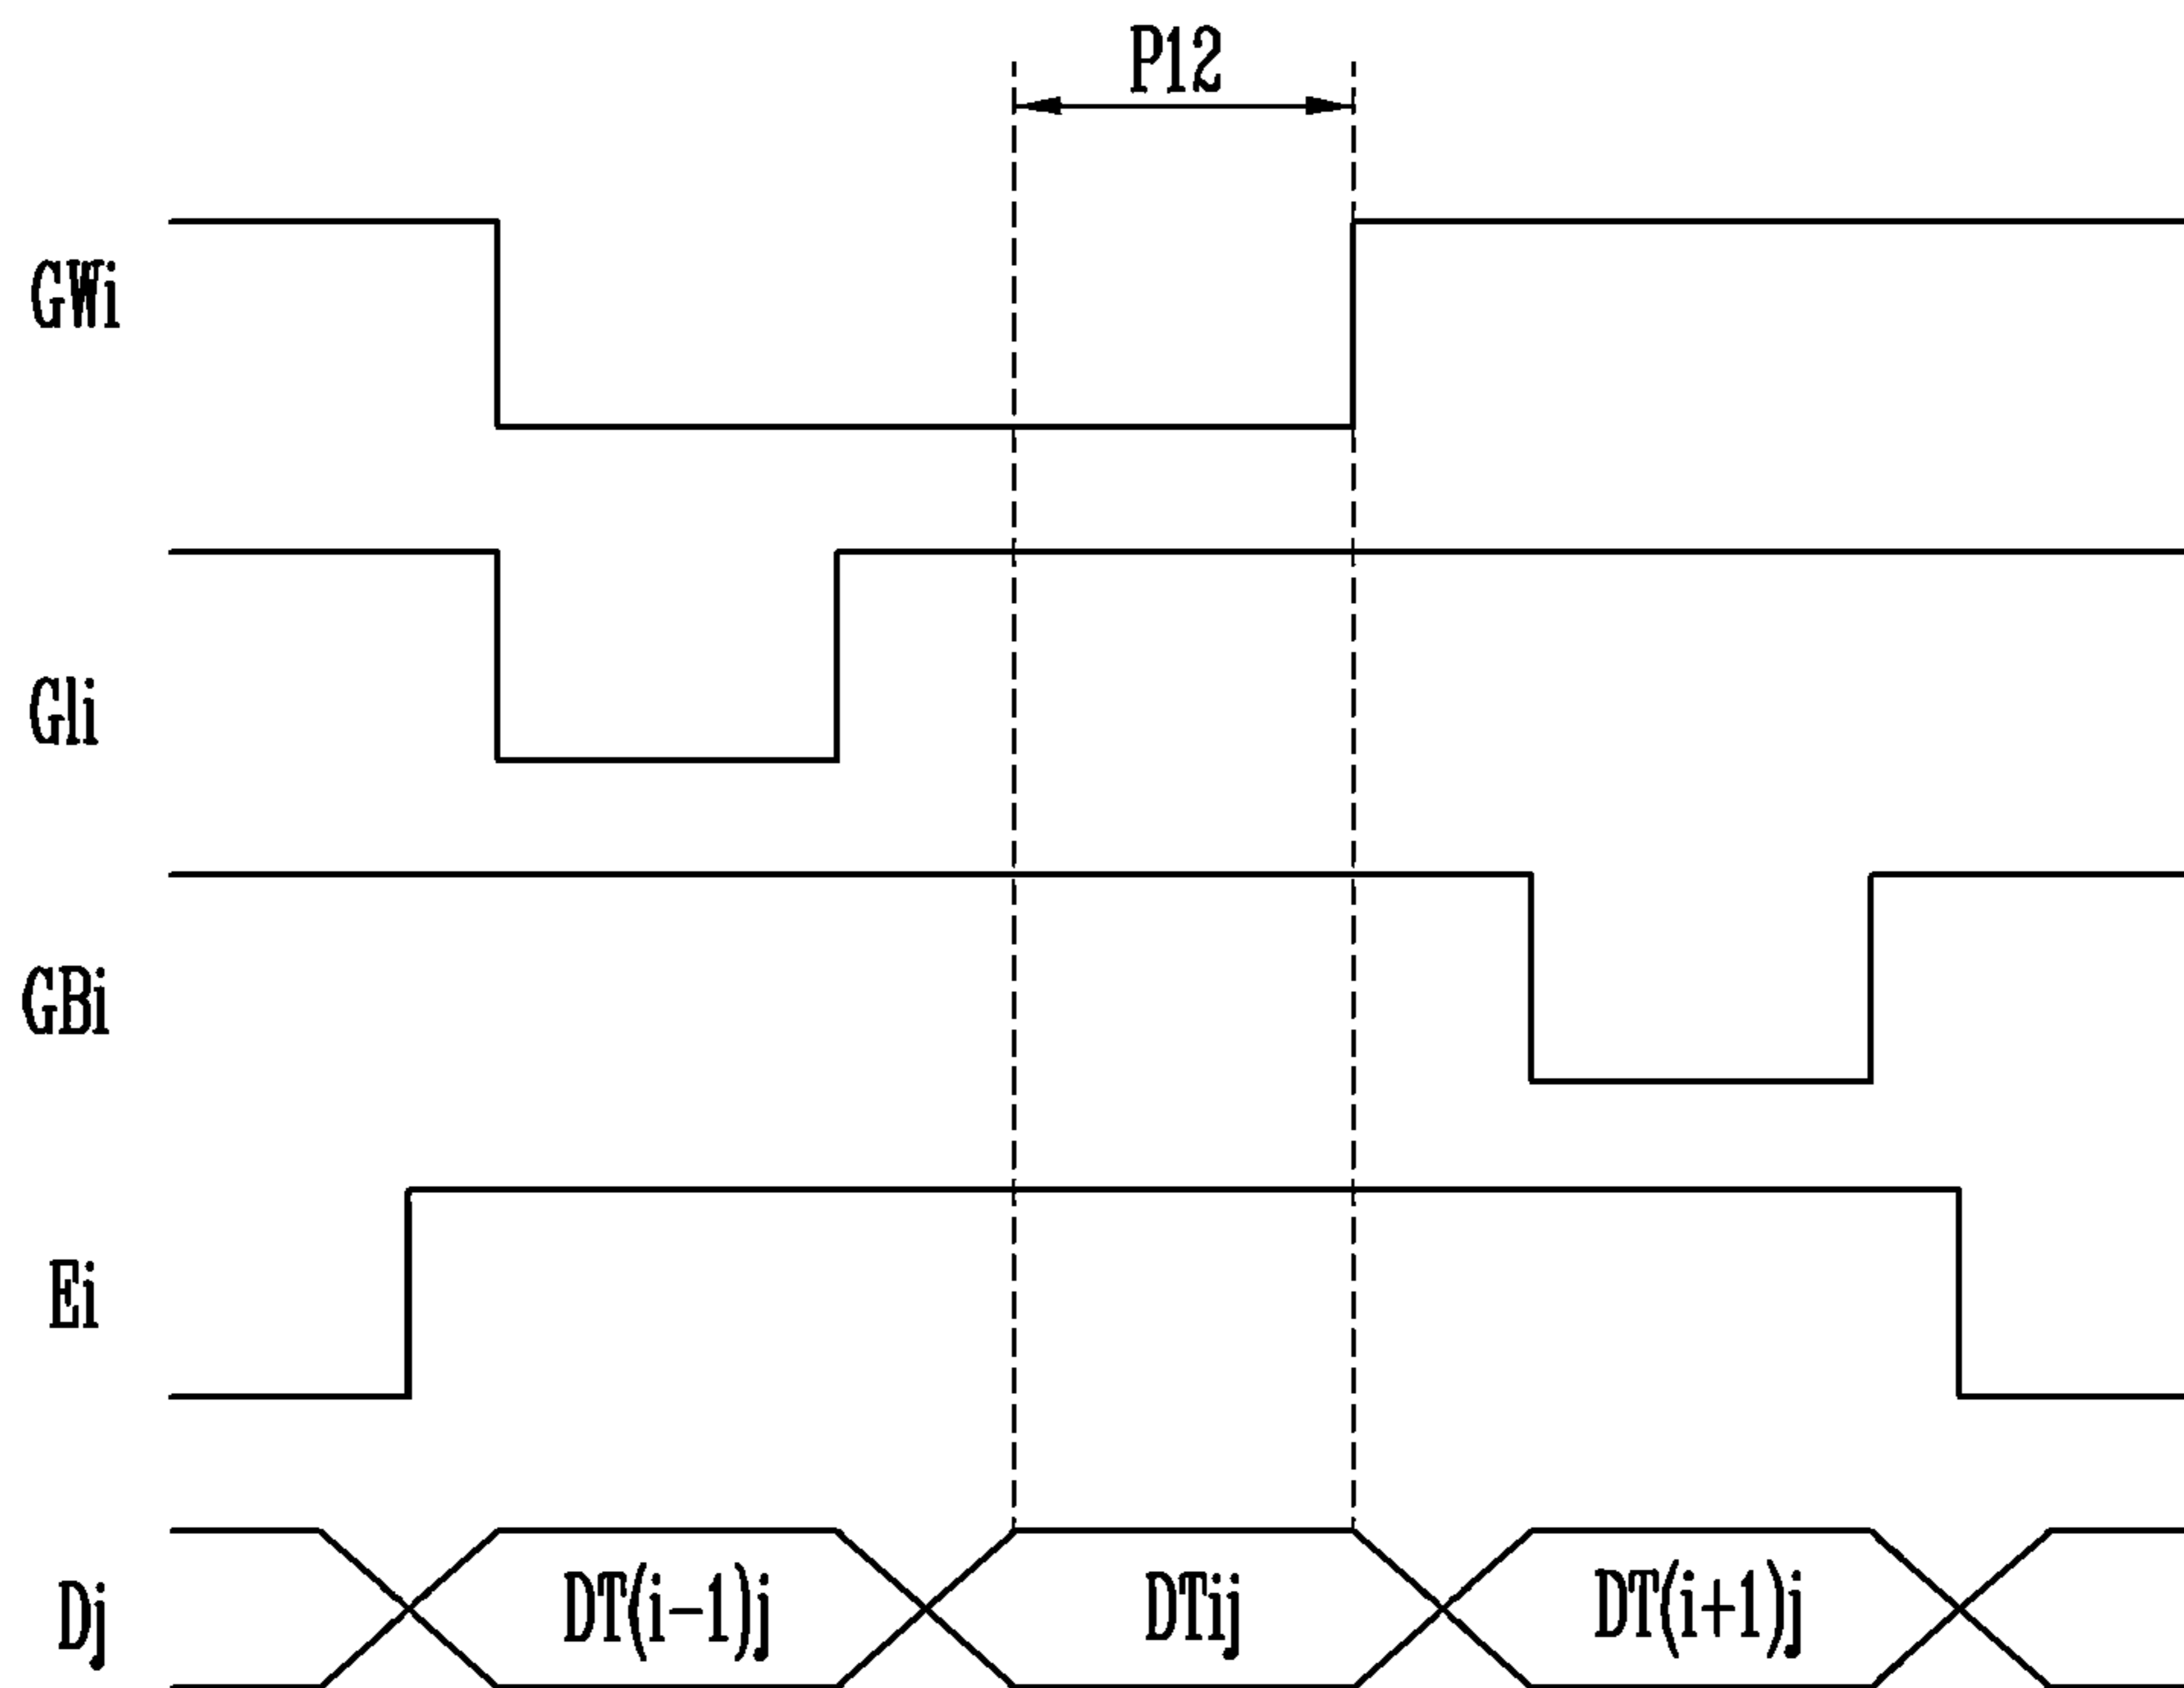 P12
GWi
GIi
GBi
Ei
Dj
DT(i-1)j
DTij
DT(i+1)j